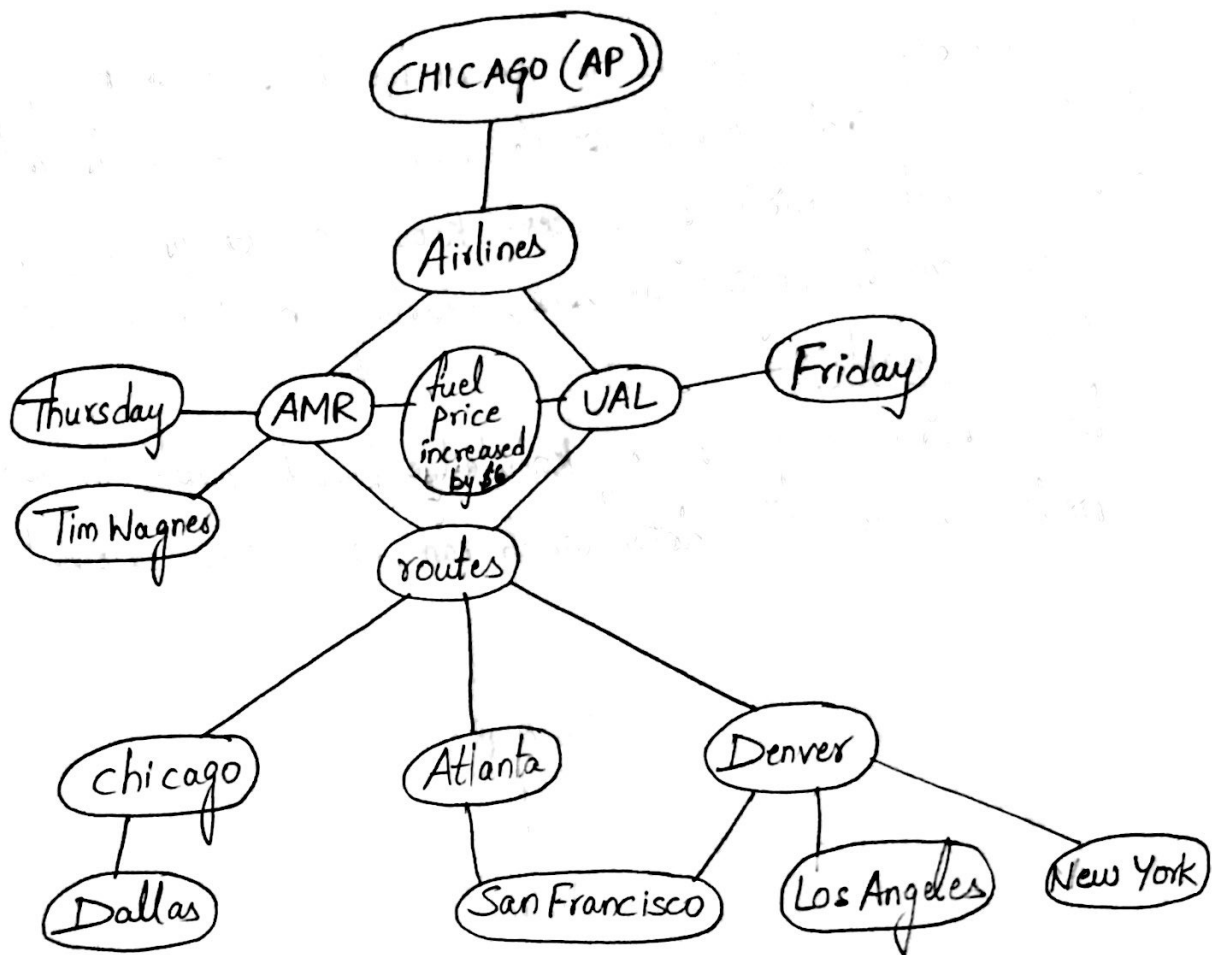 CHICAGO (AP)
Airlines
Thursday
AMR
fuel
price
increased
by $6
UAL
Friday
Tim Wagnes
routes
Chicago
Atlanta
Denver
Dallas
San Francisco
Los Angeles
New York